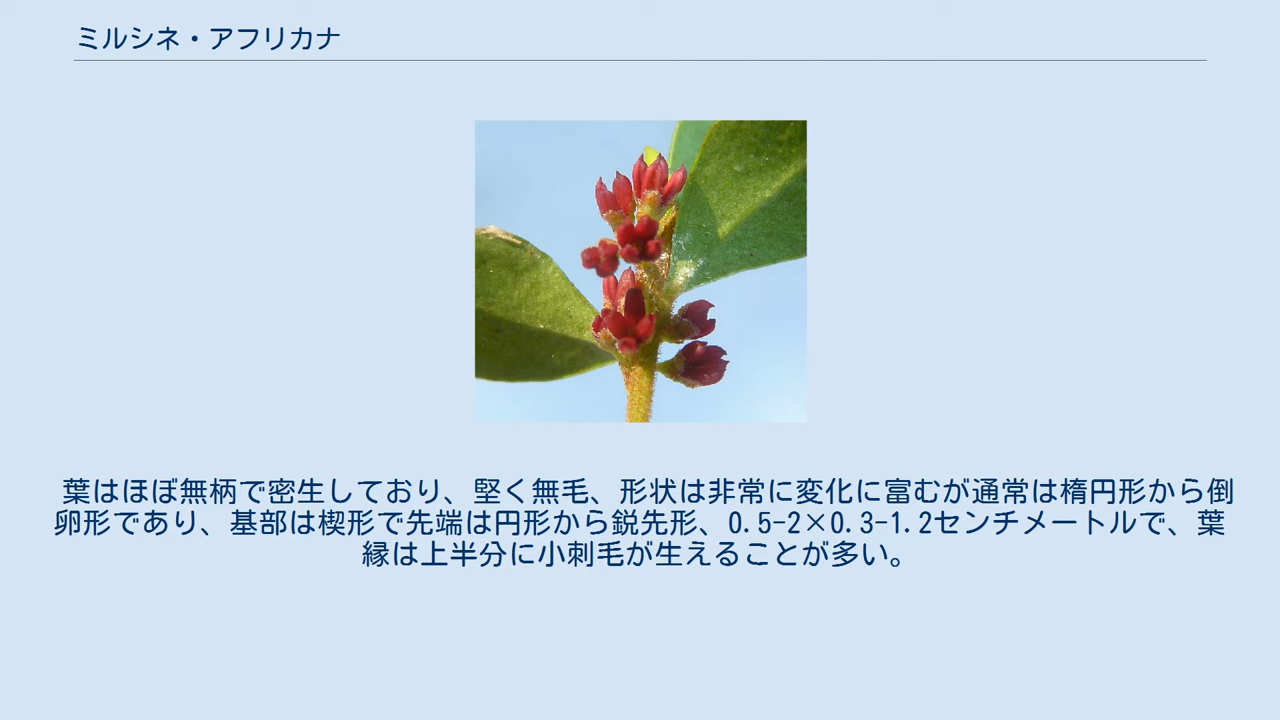 ミルシネ・アフリカナ
葉はほぼ無柄で密生しており、堅く無毛、形状は非常に変化に富むが通常は楕円形から倒
卵形であり、基部は楔形で先端は円形から鋭先形、0.5-2×0.3-1.2センチメートルで、葉
縁は上半分に小刺毛が生えることが多い。